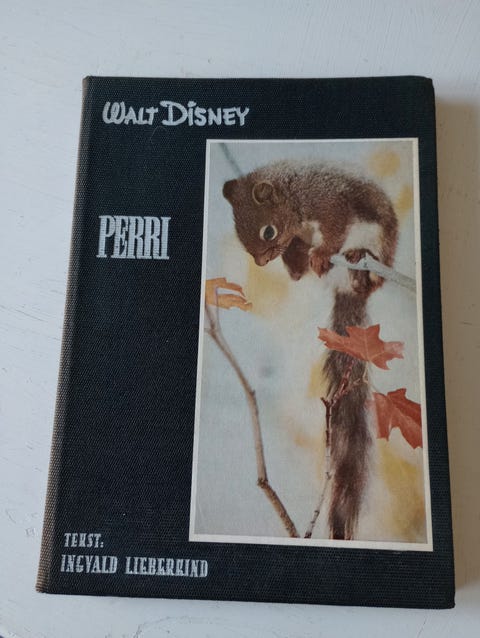 WALT DISNEY
PERRI
TEKST:
INGVALD LIEBERKIND